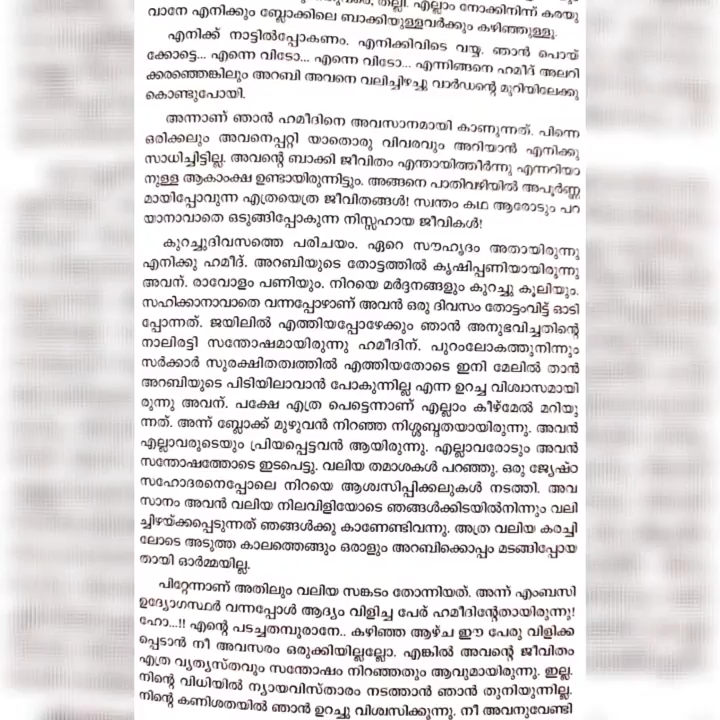 തല്ലി. എല്ലാം നോക്കിനിന്ന് കരയു
വാനേ എനിക്കും ബ്ലോക്കിലെ ബാക്കിയുള്ളവർക്കും കഴിഞ്ഞുള്ളൂ.
എനിക്ക് നാട്ടിൽപ്പോകണം. എനിക്കിവിടെ വയ്യ. ഞാൻ പൊയ്
ക്കോട്ടെ... എന്നെ വിടോ... എന്നെ വിടോ... എന്നിങ്ങനെ ഹമീദ് അലറി
ക്കരഞ്ഞെങ്കിലും അറബി അവനെ വലിച്ചിഴച്ചു വാർഡന്റെ മുറിയിലേക്കു
കൊണ്ടുപോയി.
അന്നാണ് ഞാൻ ഹമീദിനെ അവസാനമായി കാണുന്നത്. പിന്നെ
ഒരിക്കലും അവനെപ്പറ്റി യാതൊരു വിവരവും അറിയാൻ എനിക്കു
സാധിച്ചിട്ടില്ല. അവന്റെ ബാക്കി ജീവിതം എന്തായിത്തീർന്നു എന്നറിയാ
നുള്ള ആകാംക്ഷ ഉണ്ടായിരുന്നിട്ടും. അങ്ങനെ പാതിവഴിയിൽ അപൂർണ്ണ
മായിപ്പോവുന്ന എത്രയെത്ര ജീവിതങ്ങൾ! സ്വന്തം കഥ ആരോടും പറ
യാനാവാതെ ഒടുങ്ങിപ്പോകുന്ന നിസ്സഹായ ജീവികൾ!
കുറച്ചുദിവസത്തെ പരിചയം. ഏറെ സൗഹൃദം അതായിരുന്നു
എനിക്കു ഹമീദ്. അറബിയുടെ തോട്ടത്തിൽ കൃഷിപ്പണിയായിരുന്നു
അവന്. രാവോളം പണിയും. നിറയെ മർദ്ദനങ്ങളും കുറച്ചു കൂലിയും.
സഹിക്കാനാവാതെ വന്നപ്പോഴാണ് അവൻ ഒരു ദിവസം തോട്ടംവിട്ട് ഓടി
പ്പോന്നത്. ജയിലിൽ എത്തിയപ്പോഴേക്കും ഞാൻ അനുഭവിച്ചതിന്റെ
നാലിരട്ടി സന്തോഷമായിരുന്നു ഹമീദിന്. പുറംലോകത്തുനിന്നും
സർക്കാർ സുരക്ഷിതത്വത്തിൽ എത്തിയതോടെ ഇനി മേലിൽ താൻ
അറബിയുടെ പിടിയിലാവാൻ പോകുന്നില്ല എന്ന ഉറച്ച വിശ്വാസമായി
രുന്നു അവന്. പക്ഷേ എത്ര പെട്ടെന്നാണ് എല്ലാം കീഴ്മേൽ മറിയു
ന്നത്. അന്ന് ബ്ലോക്ക് മുഴുവൻ നിറഞ്ഞ നിശ്ശബ്ദതയായിരുന്നു. അവൻ
എല്ലാവരുടെയും പ്രിയപ്പെട്ടവൻ ആയിരുന്നു. എല്ലാവരോടും അവൻ
സന്തോഷത്തോടെ ഇടപെട്ടു. വലിയ തമാശകൾ പറഞ്ഞു. ഒരു ജ്യേഷ്ഠ
സഹോദരനെപ്പോലെ നിറയെ ആശ്വസിപ്പിക്കലുകൾ നടത്തി. അവ
സാനം അവൻ വലിയ നിലവിളിയോടെ ഞങ്ങൾക്കിടയിൽനിന്നും വലി
ച്ചിഴയ്ക്കപ്പെടുന്നത് ഞങ്ങൾക്കു കാണേണ്ടിവന്നു. അത്ര വലിയ കരച്ചി
ലോടെ അടുത്ത കാലത്തെങ്ങും ഒരാളും അറബിക്കൊപ്പം മടങ്ങിപ്പോയ
തായി ഓർമ്മയില്ല.
പിറ്റേന്നാണ് അതിലും വലിയ സങ്കടം തോന്നിയത്. അന്ന് എംബസി
ഉദ്യോഗസ്ഥർ വന്നപ്പോൾ ആദ്യം വിളിച്ച പേര് ഹമീദിന്റേതായിരുന്നു!
ഹോ...!! എന്റെ പടച്ചതമ്പുരാനേ.. കഴിഞ്ഞ ആഴ്ച ഈ പേരു വിളിക്ക
പ്പെടാൻ നീ അവസരം ഒരുക്കിയില്ലല്ലോ. എങ്കിൽ അവന്റെ ജീവിതം
എത്ര വ്യത്യസ്തവും സന്തോഷം നിറഞ്ഞതും ആവുമായിരുന്നു. ഇല്ല.
നിന്റെ വിധിയിൽ ന്യായവിസ്താരം നടത്താൻ ഞാൻ തുനിയുന്നില്ല.
നിന്റെ കണിശതയിൽ ഞാൻ ഉറച്ചു വിശ്വസിക്കുന്നു. നീ അവനുവേണ്ടി